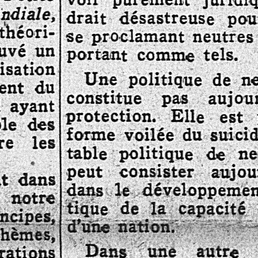 ndiale,
théori-
uvé un
isation
ent du
ayant
le des
re les
t dans
notre
ncipes,
hèmes,
rations
voir purement juridiq
drait désastreuse pou
se proclamant neutres
portant comme tels.
Une politique de ne
constitue pas aujour
protection. Elle est
forme voilée du suicid
table politique de ne
peut consister aujou
dans le développemen
tique de la capacité
d'une nation.
Dans une autre